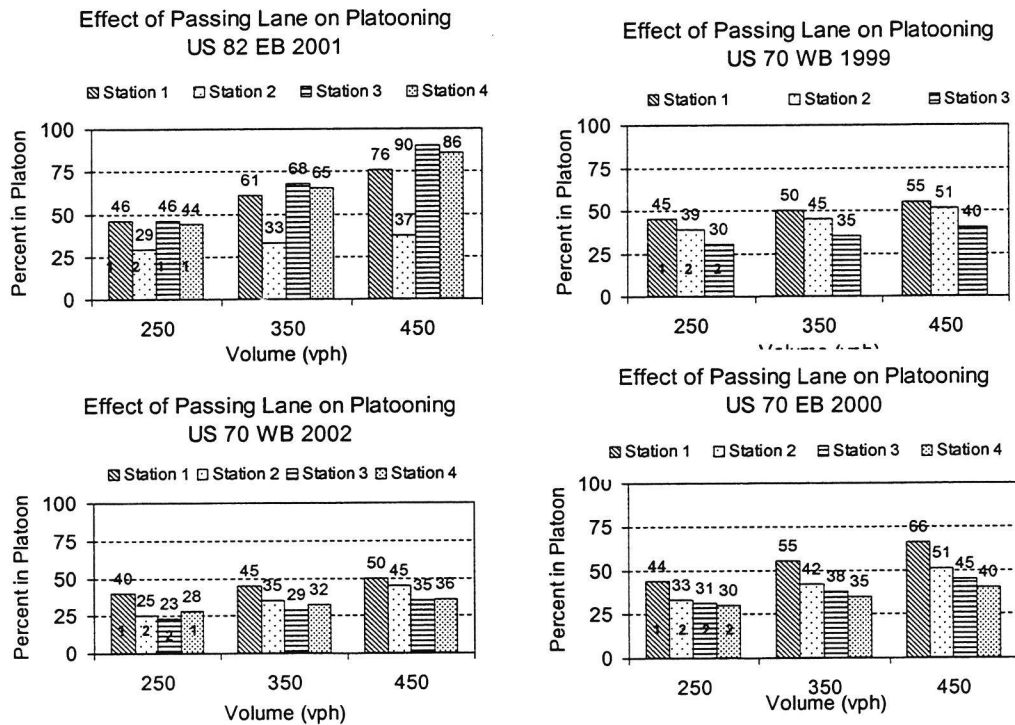 Effect of Passing Lane on Platooning
US 82 EB 2001
Station 1 Station 2 Station 3 Station 4
Percent in Platoon
100
75
50
25
0
46 29 46 44
61 33 68 65
76 37 90 86
1 2 1 1
250 350 450
Volume (vph)
Effect of Passing Lane on Platooning
US 70 WB 1999
Station 1 Station 2 Station 3
Percent in Platoon
100
75
50
25
0
45 39 30
50 45 35
55 51 40
1 2 2
250 350 450
Volume (vph)
Effect of Passing Lane on Platooning
US 70 WB 2002
Station 1 Station 2 Station 3 Station 4
Percent in Platoon
100
75
50
25
0
40 25 23 28
45 35 29 32
50 45 35 36
1 2 2 1
250 350 450
Volume (vph)
Effect of Passing Lane on Platooning
US 70 EB 2000
Station 1 Station 2 Station 3 Station 4
Percent in Platoon
100
75
50
25
0
44 33 31 30
55 42 38 35
66 51 45 40
1 2 2 2
250 350 450
Volume (vph)